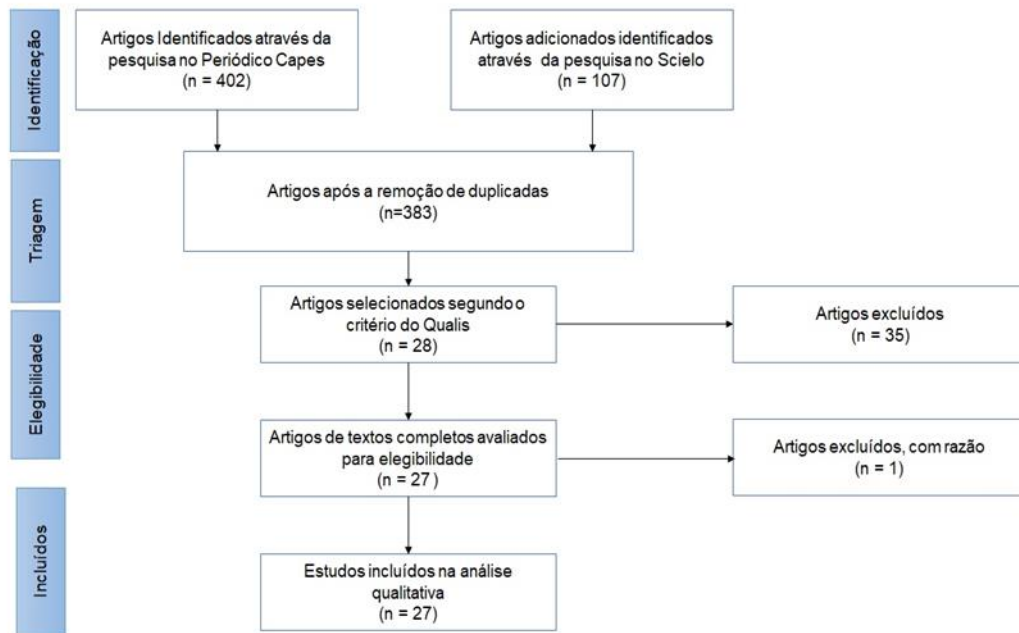 Identificação
Artigos Identificados através da
pesquisa no Periódico Capes
(n = 402)
Artigos adicionados identificados
através da pesquisa no Scielo
(n = 107)
Triagem
Artigos após a remoção de duplicadas
(n=383)
Elegibilidade
Artigos selecionados segundo o
critério do Qualis
(n = 28)
Artigos excluídos
(n = 35)
Artigos de textos completos avaliados
para elegibilidade
(n = 27 )
Artigos excluídos, com razão
(n = 1)
Incluídos
Estudos incluídos na análise
qualitativa
(n = 27)